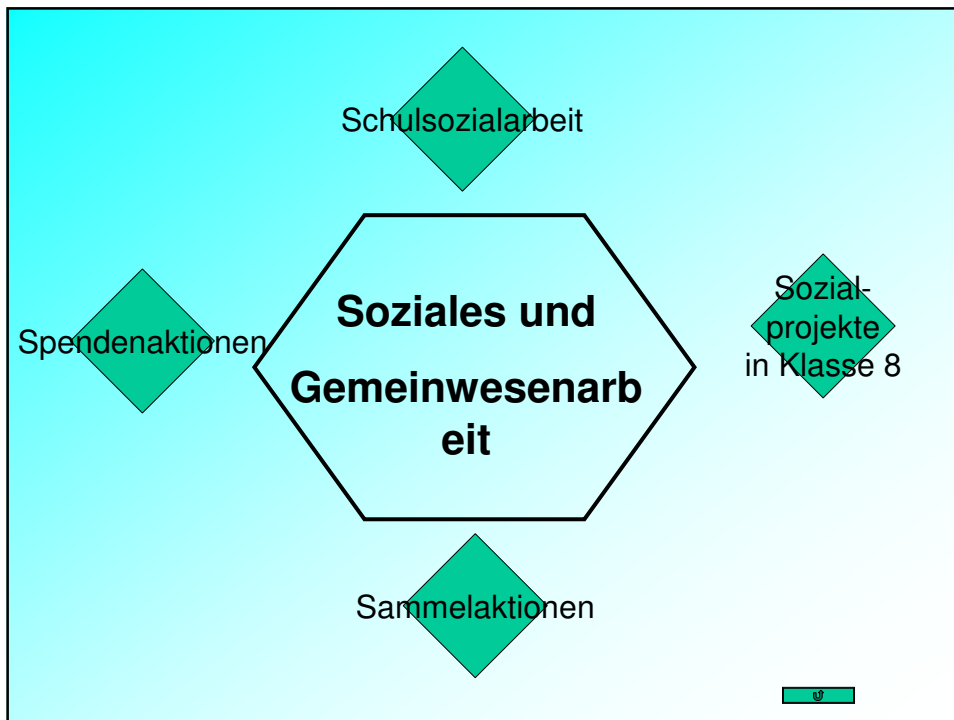 Schulsozialarbeit
Spendenaktionen
Soziales und
Gemeinwesenarb
eit
Sozial-
projekte
in Klasse 8
Sammelaktionen